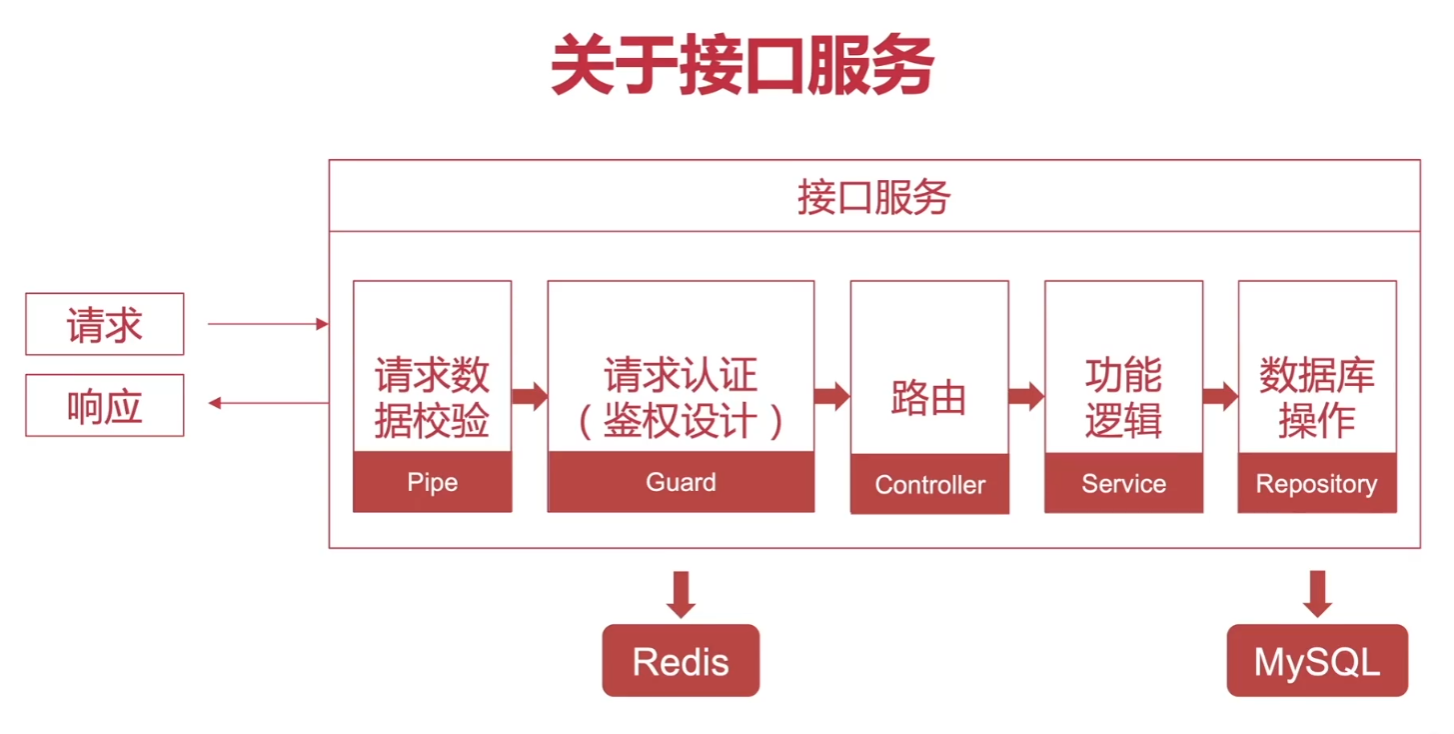 关于接口服务
接口服务
请求
响应
请求数
据校验
Pipe
请求认证
（鉴权设计）
Guard
路由
Controller
功能
逻辑
Service
数据库
操作
Repository
Redis
MySQL